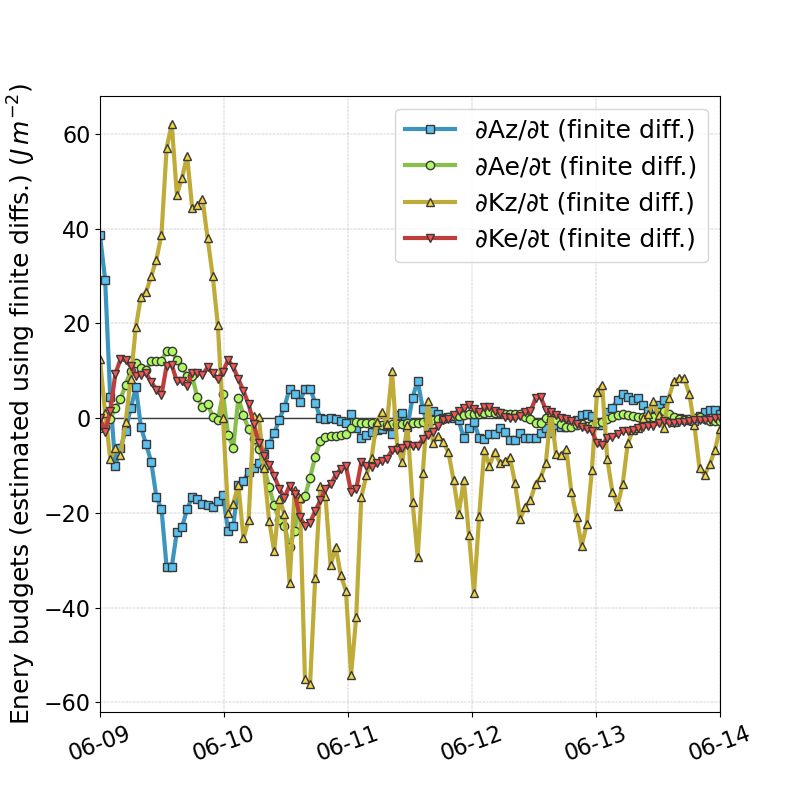 Enery budgets (estimated using finite diffs.) (J m⁻²)
∂Az/∂t (finite diff.)
∂Ae/∂t (finite diff.)
∂Kz/∂t (finite diff.)
∂Ke/∂t (finite diff.)
60
40
20
0
−20
−40
−60
06-09 06-10 06-11 06-12 06-13 06-14